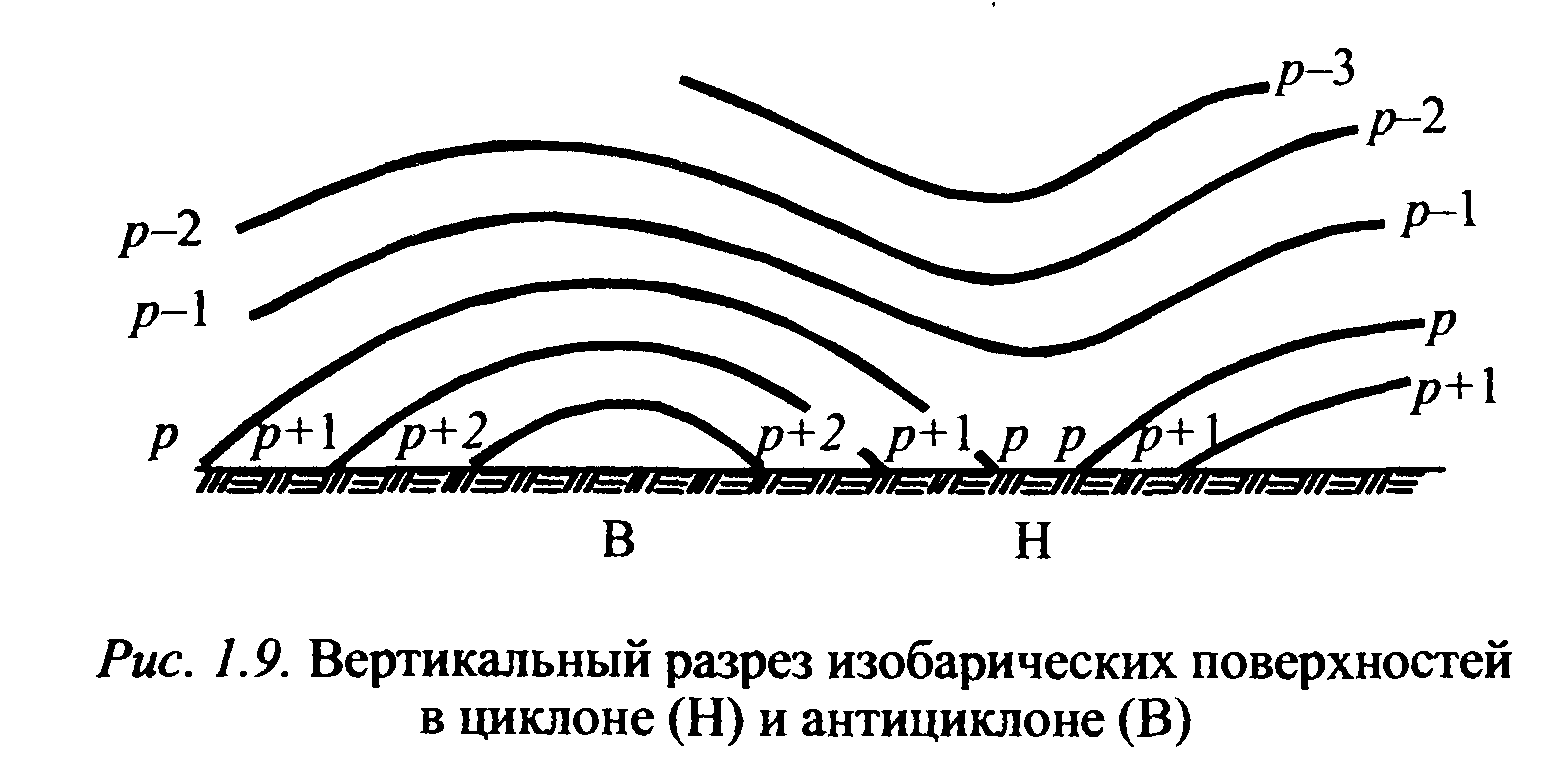 p–3
p–2
p–1
p
p+1
p–2
p–1
p p+1 p+2 p+2 p+1 p p p+1
В Н
Рис. 1.9. Вертикальный разрез изобарических поверхностей
в циклоне (Н) и антициклоне (В)